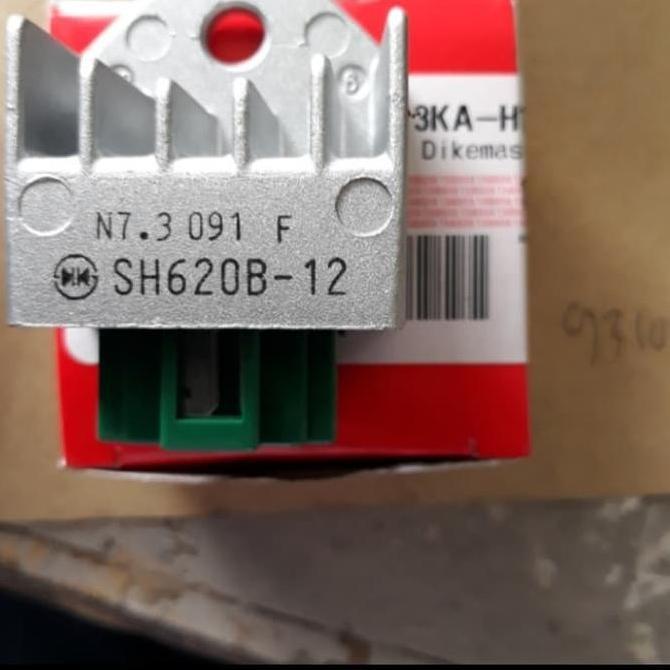 3KA-H
Dikemas
N7.3 091 F
SH620B-12